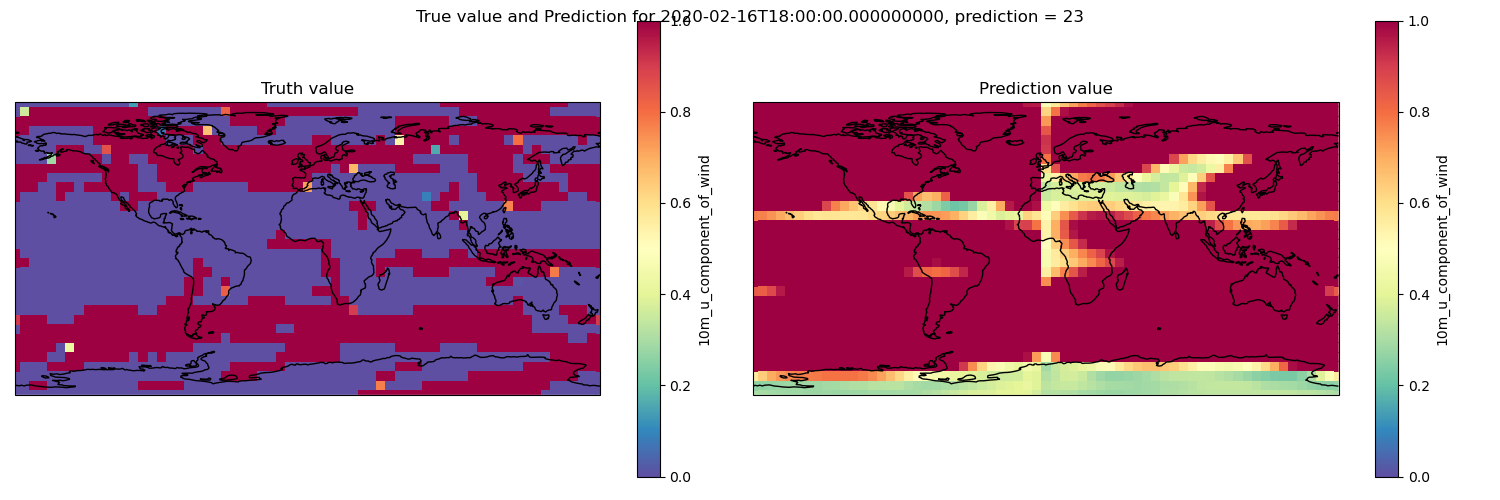 True value and Prediction for 2020-02-16T18:00:00.000000000, prediction = 23
Truth value
1.0
0.8
0.6
0.4
0.2
0.0
10m_u_component_of_wind
Prediction value
1.0
0.8
0.6
0.4
0.2
0.0
10m_u_component_of_wind